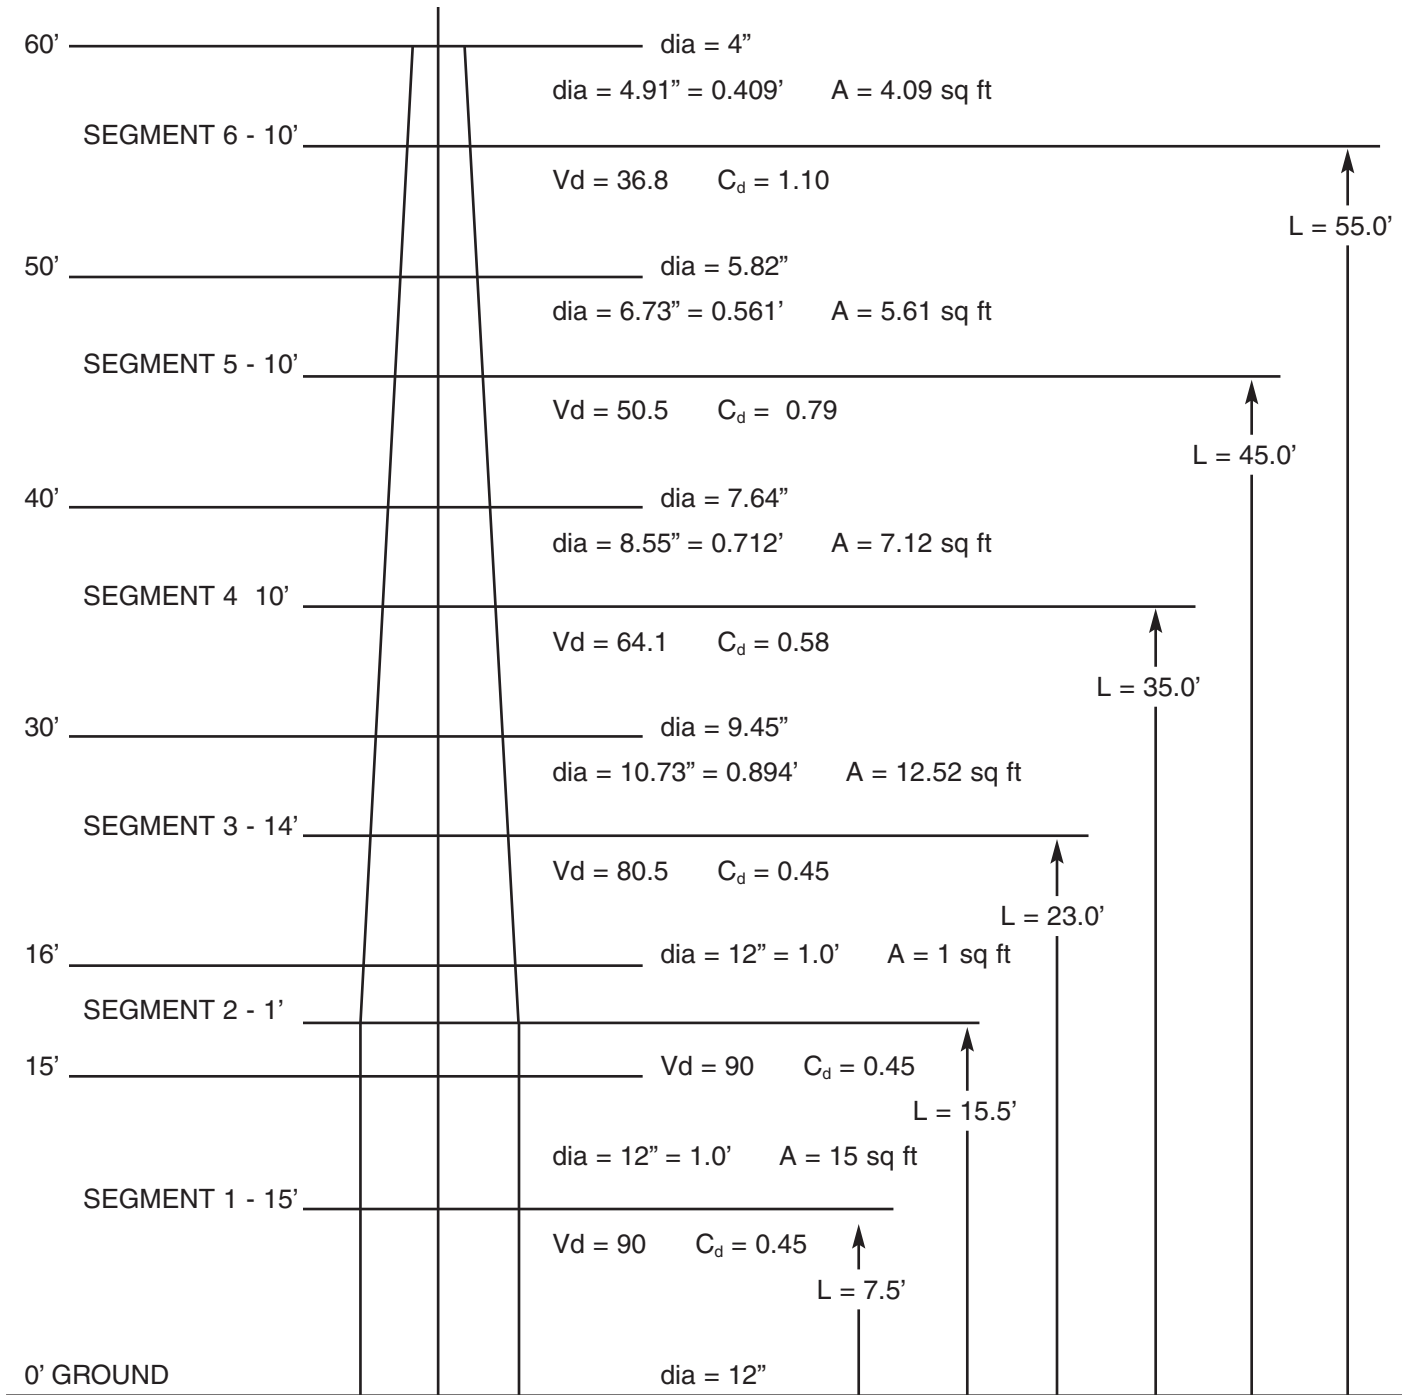 60’ dia = 4”
dia = 4.91” = 0.409’ A = 4.09 sq ft
SEGMENT 6 - 10’
Vd = 36.8 Cd = 1.10
L = 55.0’
50’ dia = 5.82”
dia = 6.73” = 0.561’ A = 5.61 sq ft
SEGMENT 5 - 10’
Vd = 50.5 Cd = 0.79
L = 45.0’
40’ dia = 7.64”
dia = 8.55” = 0.712’ A = 7.12 sq ft
SEGMENT 4 10’
Vd = 64.1 Cd = 0.58
L = 35.0’
30’ dia = 9.45”
dia = 10.73” = 0.894’ A = 12.52 sq ft
SEGMENT 3 - 14’
Vd = 80.5 Cd = 0.45
L = 23.0’
16’ dia = 12” = 1.0’ A = 1 sq ft
SEGMENT 2 - 1’
15’ Vd = 90 Cd = 0.45
L = 15.5’
dia = 12” = 1.0’ A = 15 sq ft
SEGMENT 1 - 15’
Vd = 90 Cd = 0.45
L = 7.5’
0’ GROUND dia = 12”